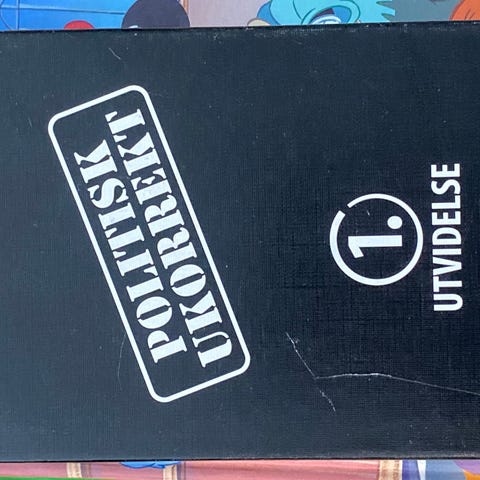 POLITISK
UKORREKT
1.
UTVIDELSE